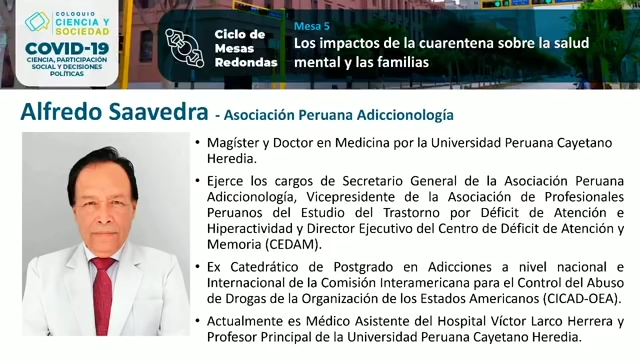 COLOQUIO
CIENCIA Y
SOCIEDAD
COVID-19
CIENCIA, PARTICIPACIÓN
SOCIAL Y DECISIONES
POLÍTICAS
Ciclo de
Mesas
Redondas
Mesa 5
Los impactos de la cuarentena sobre la salud
mental y las familias
Alfredo Saavedra - Asociación Peruana Adiccionología
• Magíster y Doctor en Medicina por la Universidad Peruana Cayetano
Heredia.
• Ejerce los cargos de Secretario General de la Asociación Peruana
Adiccionología, Vicepresidente de la Asociación de Profesionales
Peruanos del Estudio del Trastorno por Déficit de Atención e
Hiperactividad y Director Ejecutivo del Centro de Déficit de Atención y
Memoria (CEDAM).
• Ex Catedrático de Postgrado en Adicciones a nivel nacional e
Internacional de la Comisión Interamericana para el Control del Abuso
de Drogas de la Organización de los Estados Americanos (CICAD-OEA).
• Actualmente es Médico Asistente del Hospital Víctor Larco Herrera y
Profesor Principal de la Universidad Peruana Cayetano Heredia.